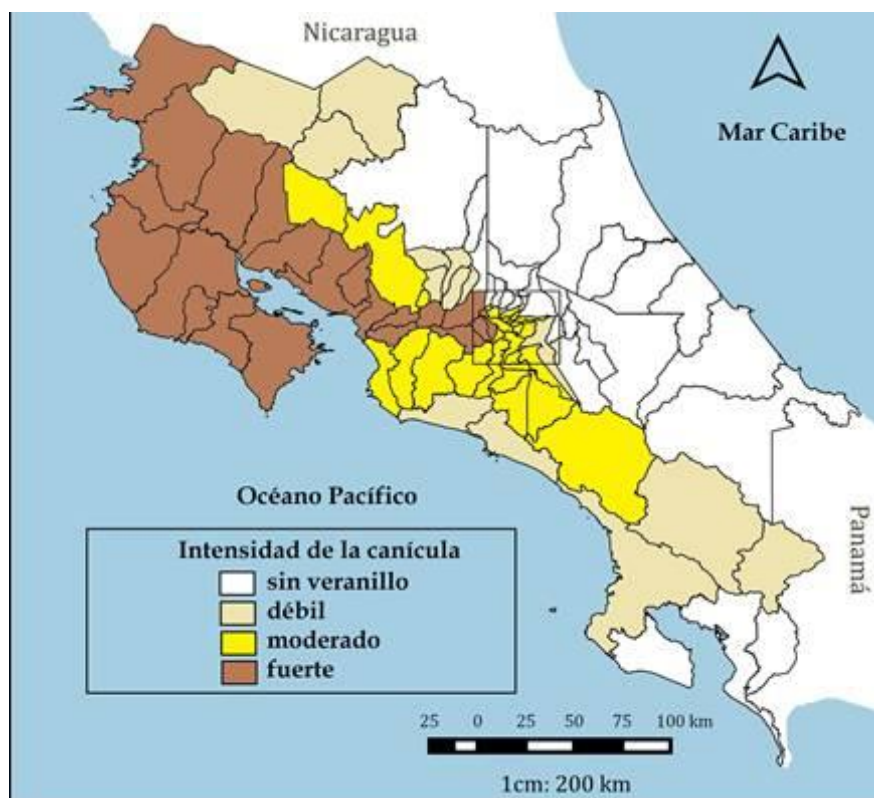 Nicaragua
Mar Caribe
Océano Pacífico
Panamá
Intensidad de la canícula
sin veranillo
débil
moderado
fuerte
25 0 25 50 75 100 km
1cm: 200 km